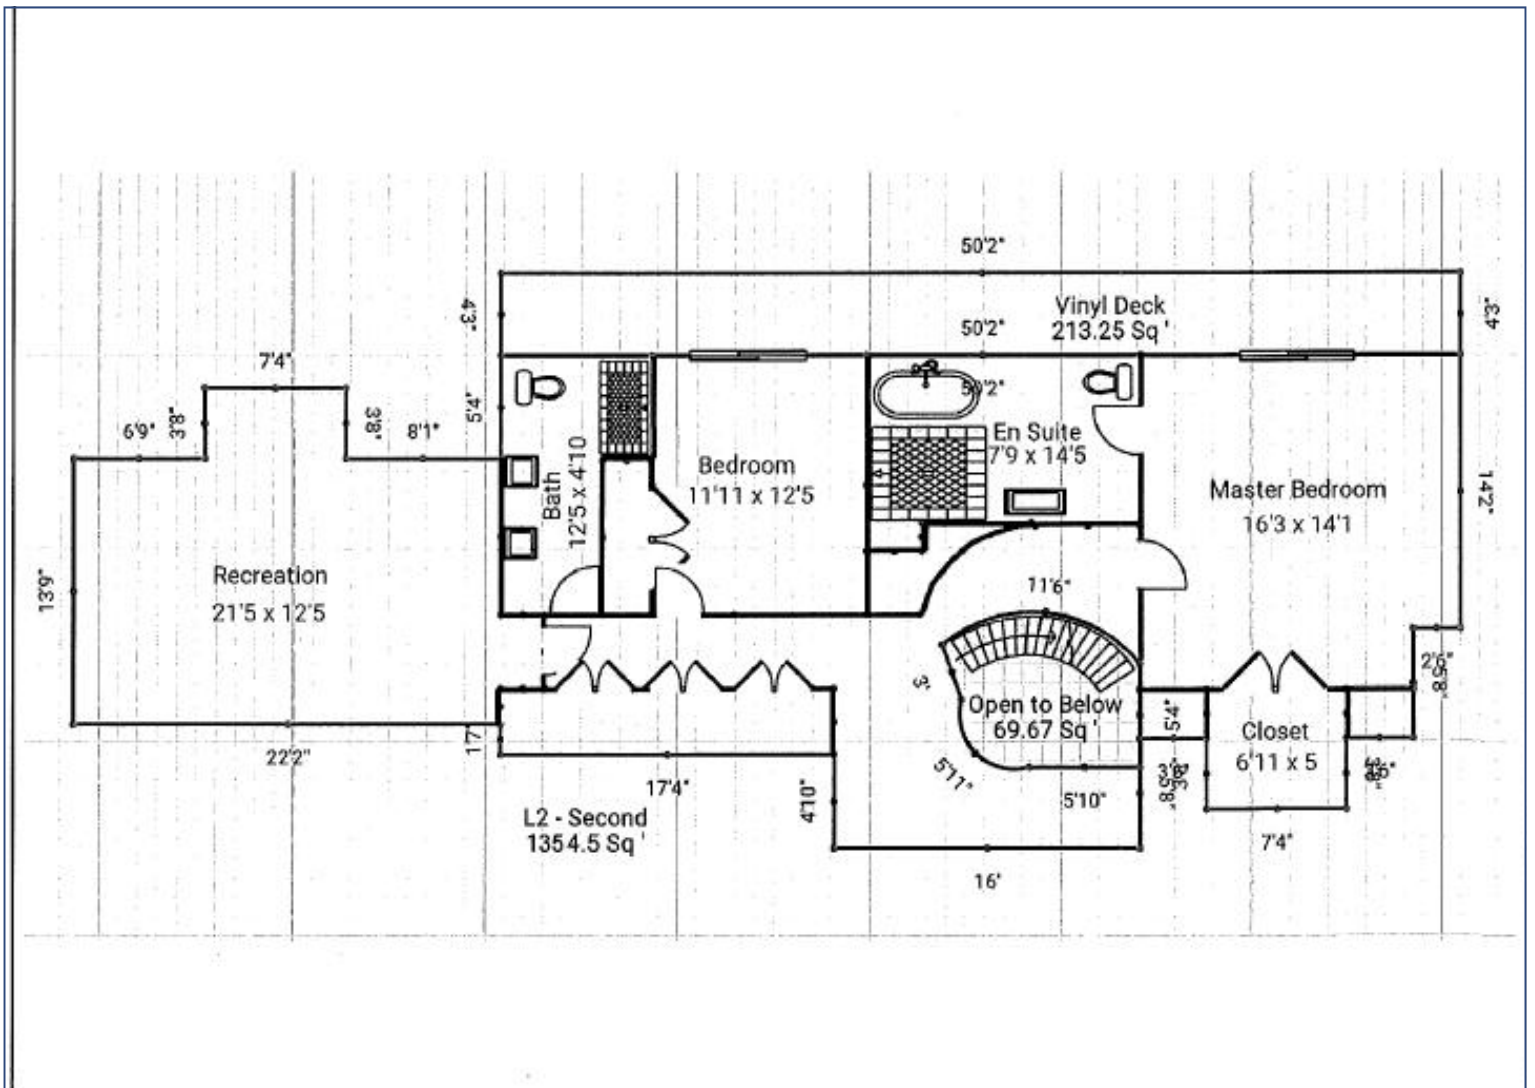 50'2"
4'3"
Vinyl Deck
213.25 Sq '
4'3"
50'2"
7'4"
50'2"
6'9"
3'8"
3'8"
8'1"
5'4"
En Suite
7'9 x 14'5
Bedroom
11'11 x 12'5
Bath
12'5 x 4'10
Master Bedroom
16'3 x 14'1
14'2"
Recreation
21'5 x 12'5
13'9"
11'6"
3'
Open to Below
69.67 Sq '
5'4"
Closet
6'11 x 5
22'2"
1'7"
17'4"
4'10"
5'11"
5'10"
L2 - Second
1354.5 Sq '
7'4"
16'